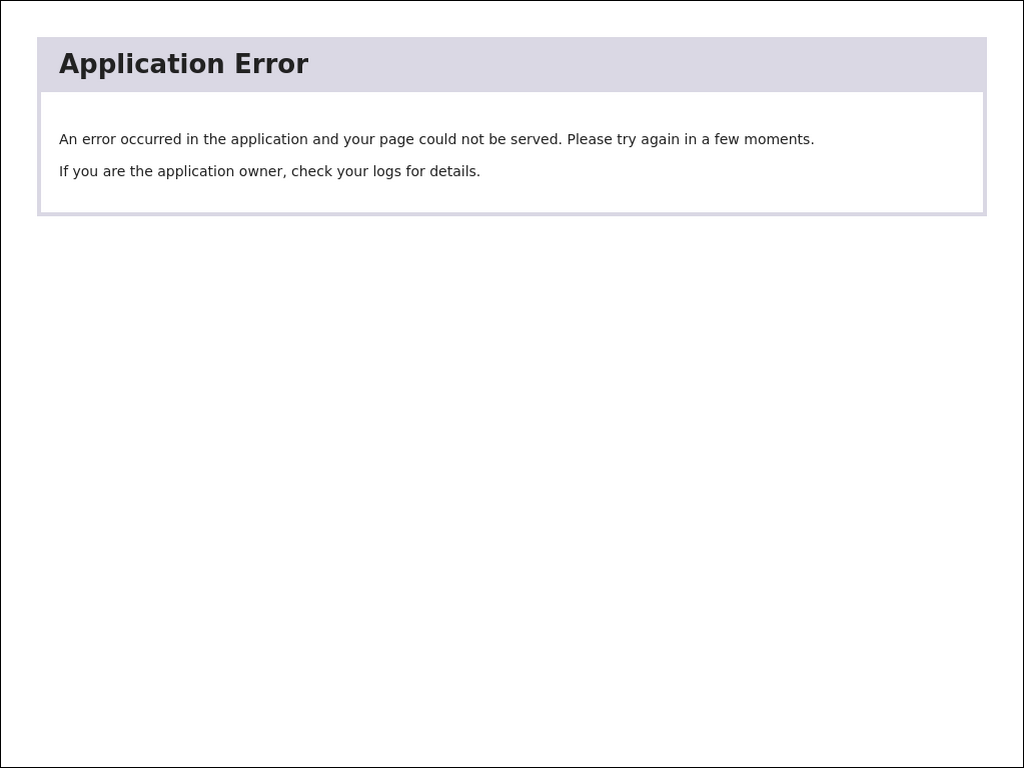 Application Error
An error occurred in the application and your page could not be served. Please try again in a few moments.
If you are the application owner, check your logs for details.